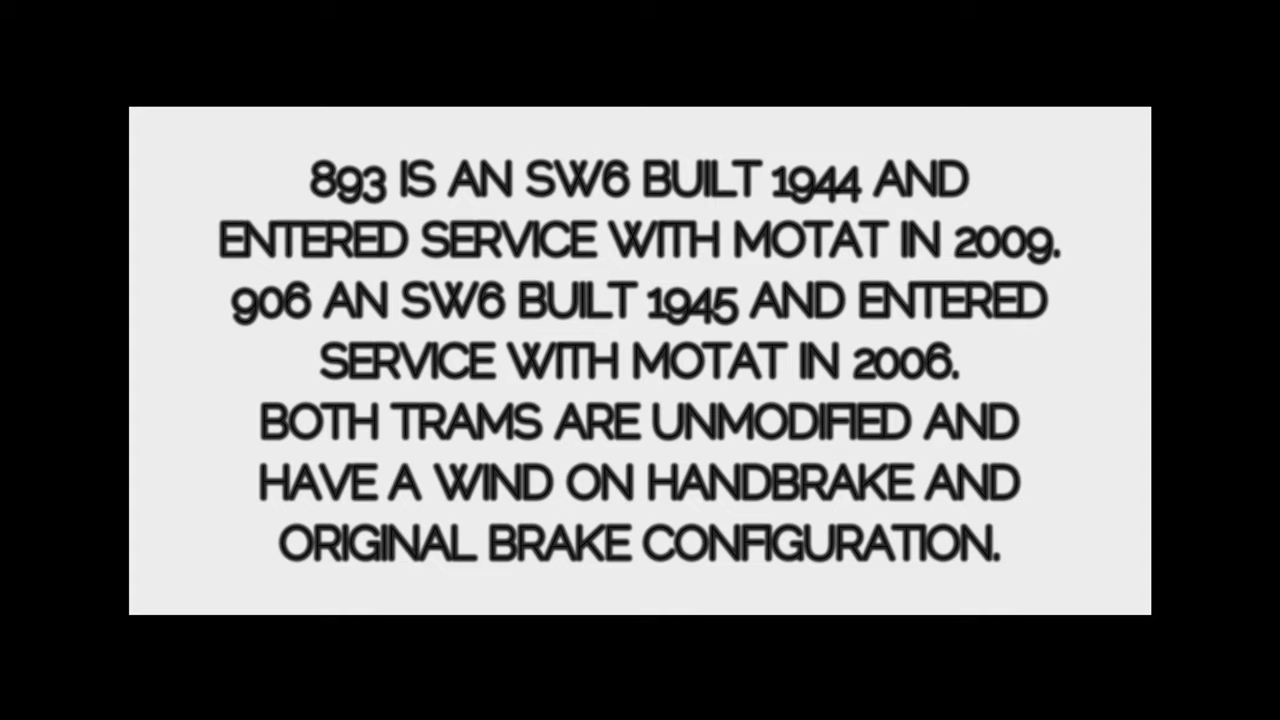 893 IS AN SW6 BUILT 1944 AND
ENTERED SERVICE WITH MOTAT IN 2009.
906 AN SW6 BUILT 1945 AND ENTERED
SERVICE WITH MOTAT IN 2006.
BOTH TRAMS ARE UNMODIFIED AND
HAVE A WIND ON HANDBRAKE AND
ORIGINAL BRAKE CONFIGURATION.